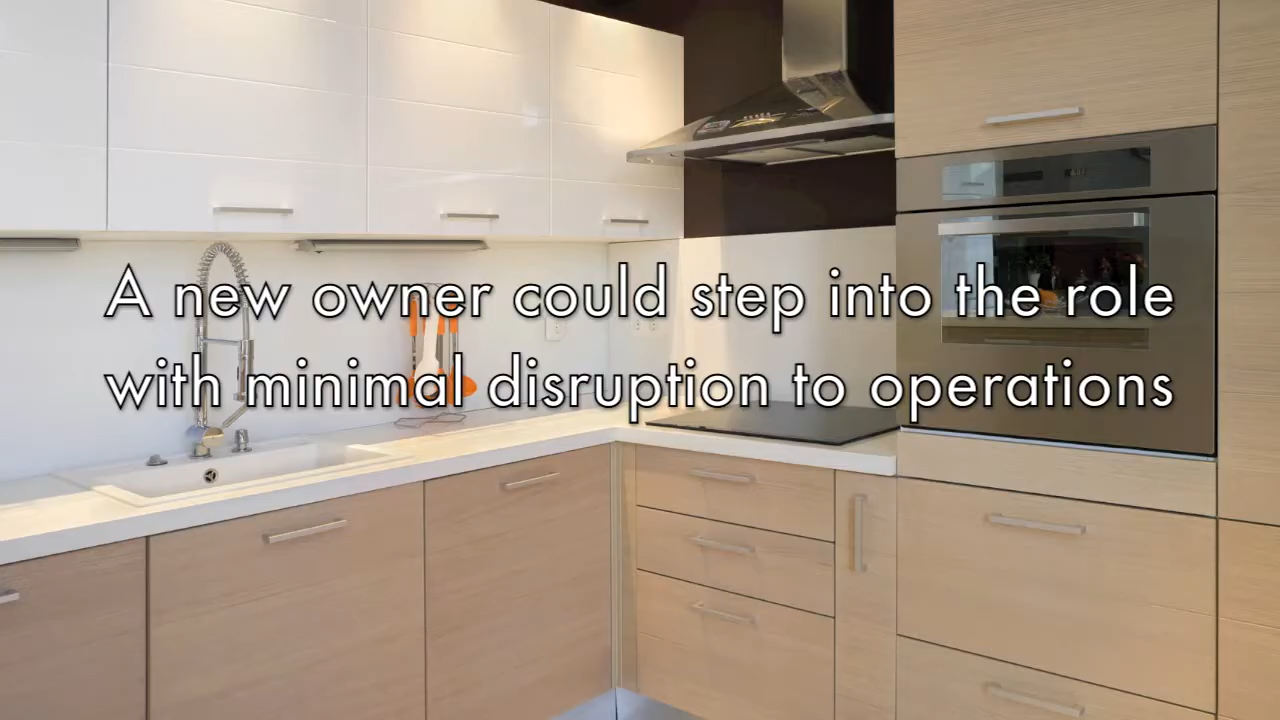 A new owner could step into the role
with minimal disruption to operations